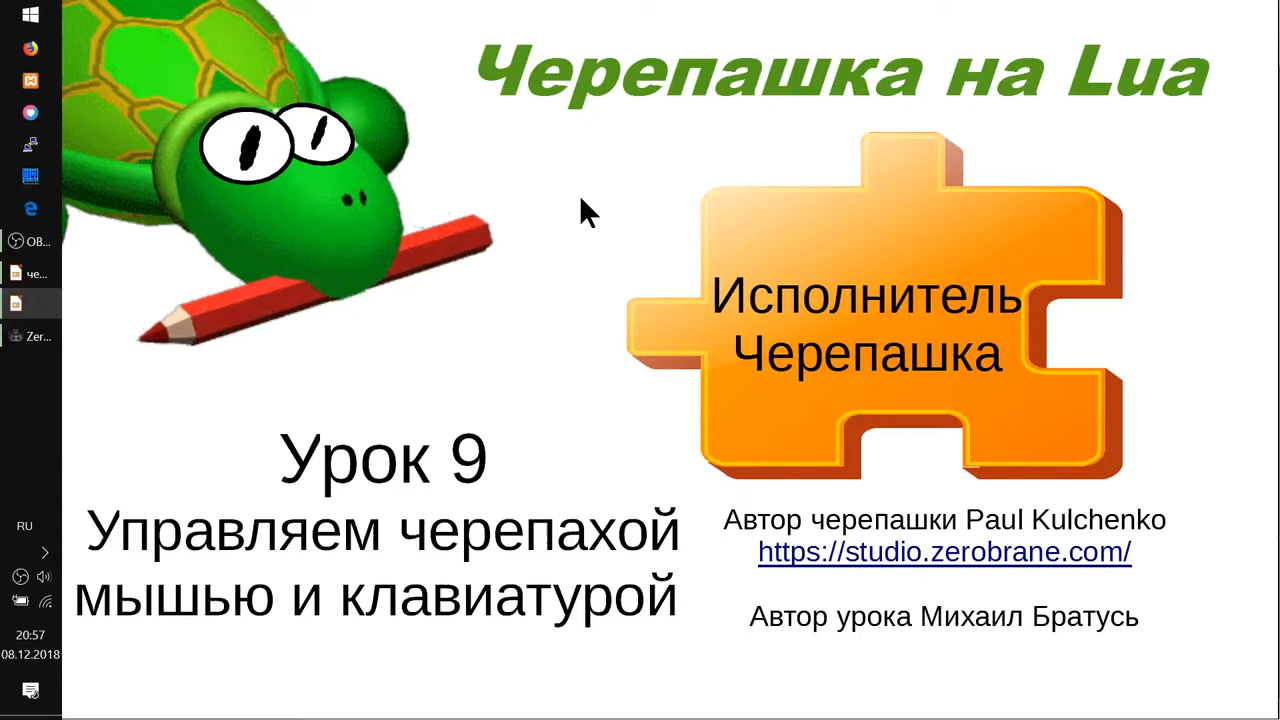 Черепашка на Lua
Исполнитель
Черепашка
Урок 9
Управляем черепахой
мышью и клавиатурой
Автор черепашки Paul Kulchenko
https://studio.zerobrane.com/
Автор урока Михаил Братусь
OB...
че...
Zer...
RU
20:57
08.12.2018